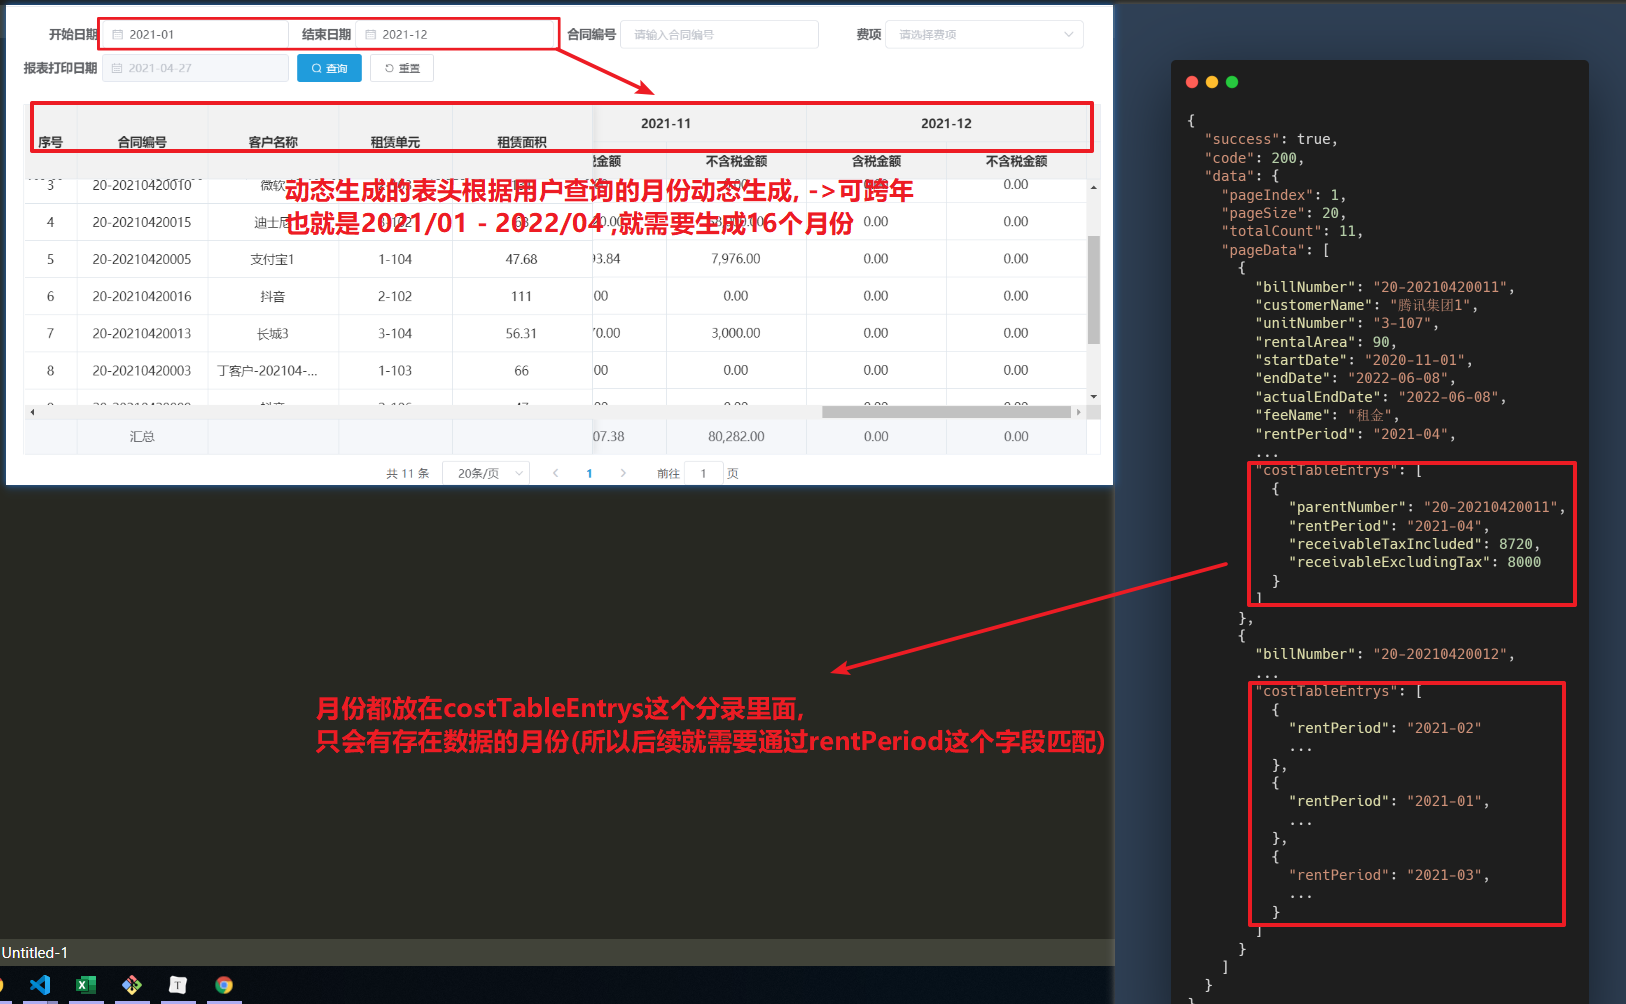 开始日期 2021-01 结束日期 2021-12 合同编号 请输入合同编号 费项 请选择费项
报表打印日期 2021-04-27 查询 重置
序号 合同编号 客户名称 租赁单元 租赁面积 2021-11 2021-12
税金额 不含税金额 含税金额 不含税金额
3 20-20210420010 微软 0.00
动态生成的表头根据用户查询的月份动态生成, ->可跨年
4 20-20210420015 迪士尼 0.00 0.00
也就是2021/01 - 2022/04 ,就需要生成16个月份
5 20-20210420005 支付宝1 1-104 47.68 93.84 7,976.00 0.00 0.00
6 20-20210420016 抖音 2-102 111 00 0.00 0.00 0.00
7 20-20210420013 长城3 3-104 56.31 70.00 3,000.00 0.00 0.00
8 20-20210420003 丁客户-202104-... 1-103 66 00 0.00 0.00 0.00
汇总 07.38 80,282.00 0.00 0.00
共 11 条 20条/页 1 前往 1 页
月份都放在costTableEntrys这个分录里面,
只会有存在数据的月份(所以后续就需要通过rentPeriod这个字段匹配)
Untitled-1
{
"success": true,
"code": 200,
"data": {
"pageIndex": 1,
"pageSize": 20,
"totalCount": 11,
"pageData": [
{
"billNumber": "20-20210420011",
"customerName": "腾讯集团1",
"unitNumber": "3-107",
"rentalArea": 90,
"startDate": "2020-11-01",
"endDate": "2022-06-08",
"actualEndDate": "2022-06-08",
"feeName": "租金",
"rentPeriod": "2021-04",
...
"costTableEntrys": [
{
"parentNumber": "20-20210420011",
"rentPeriod": "2021-04",
"receivableTaxIncluded": 8720,
"receivableExcludingTax": 8000
}
]
},
{
"billNumber": "20-20210420012",
...
"costTableEntrys": [
{
"rentPeriod": "2021-02"
...
},
{
"rentPeriod": "2021-01",
...
},
{
"rentPeriod": "2021-03",
...
}
]
}
]
}
}